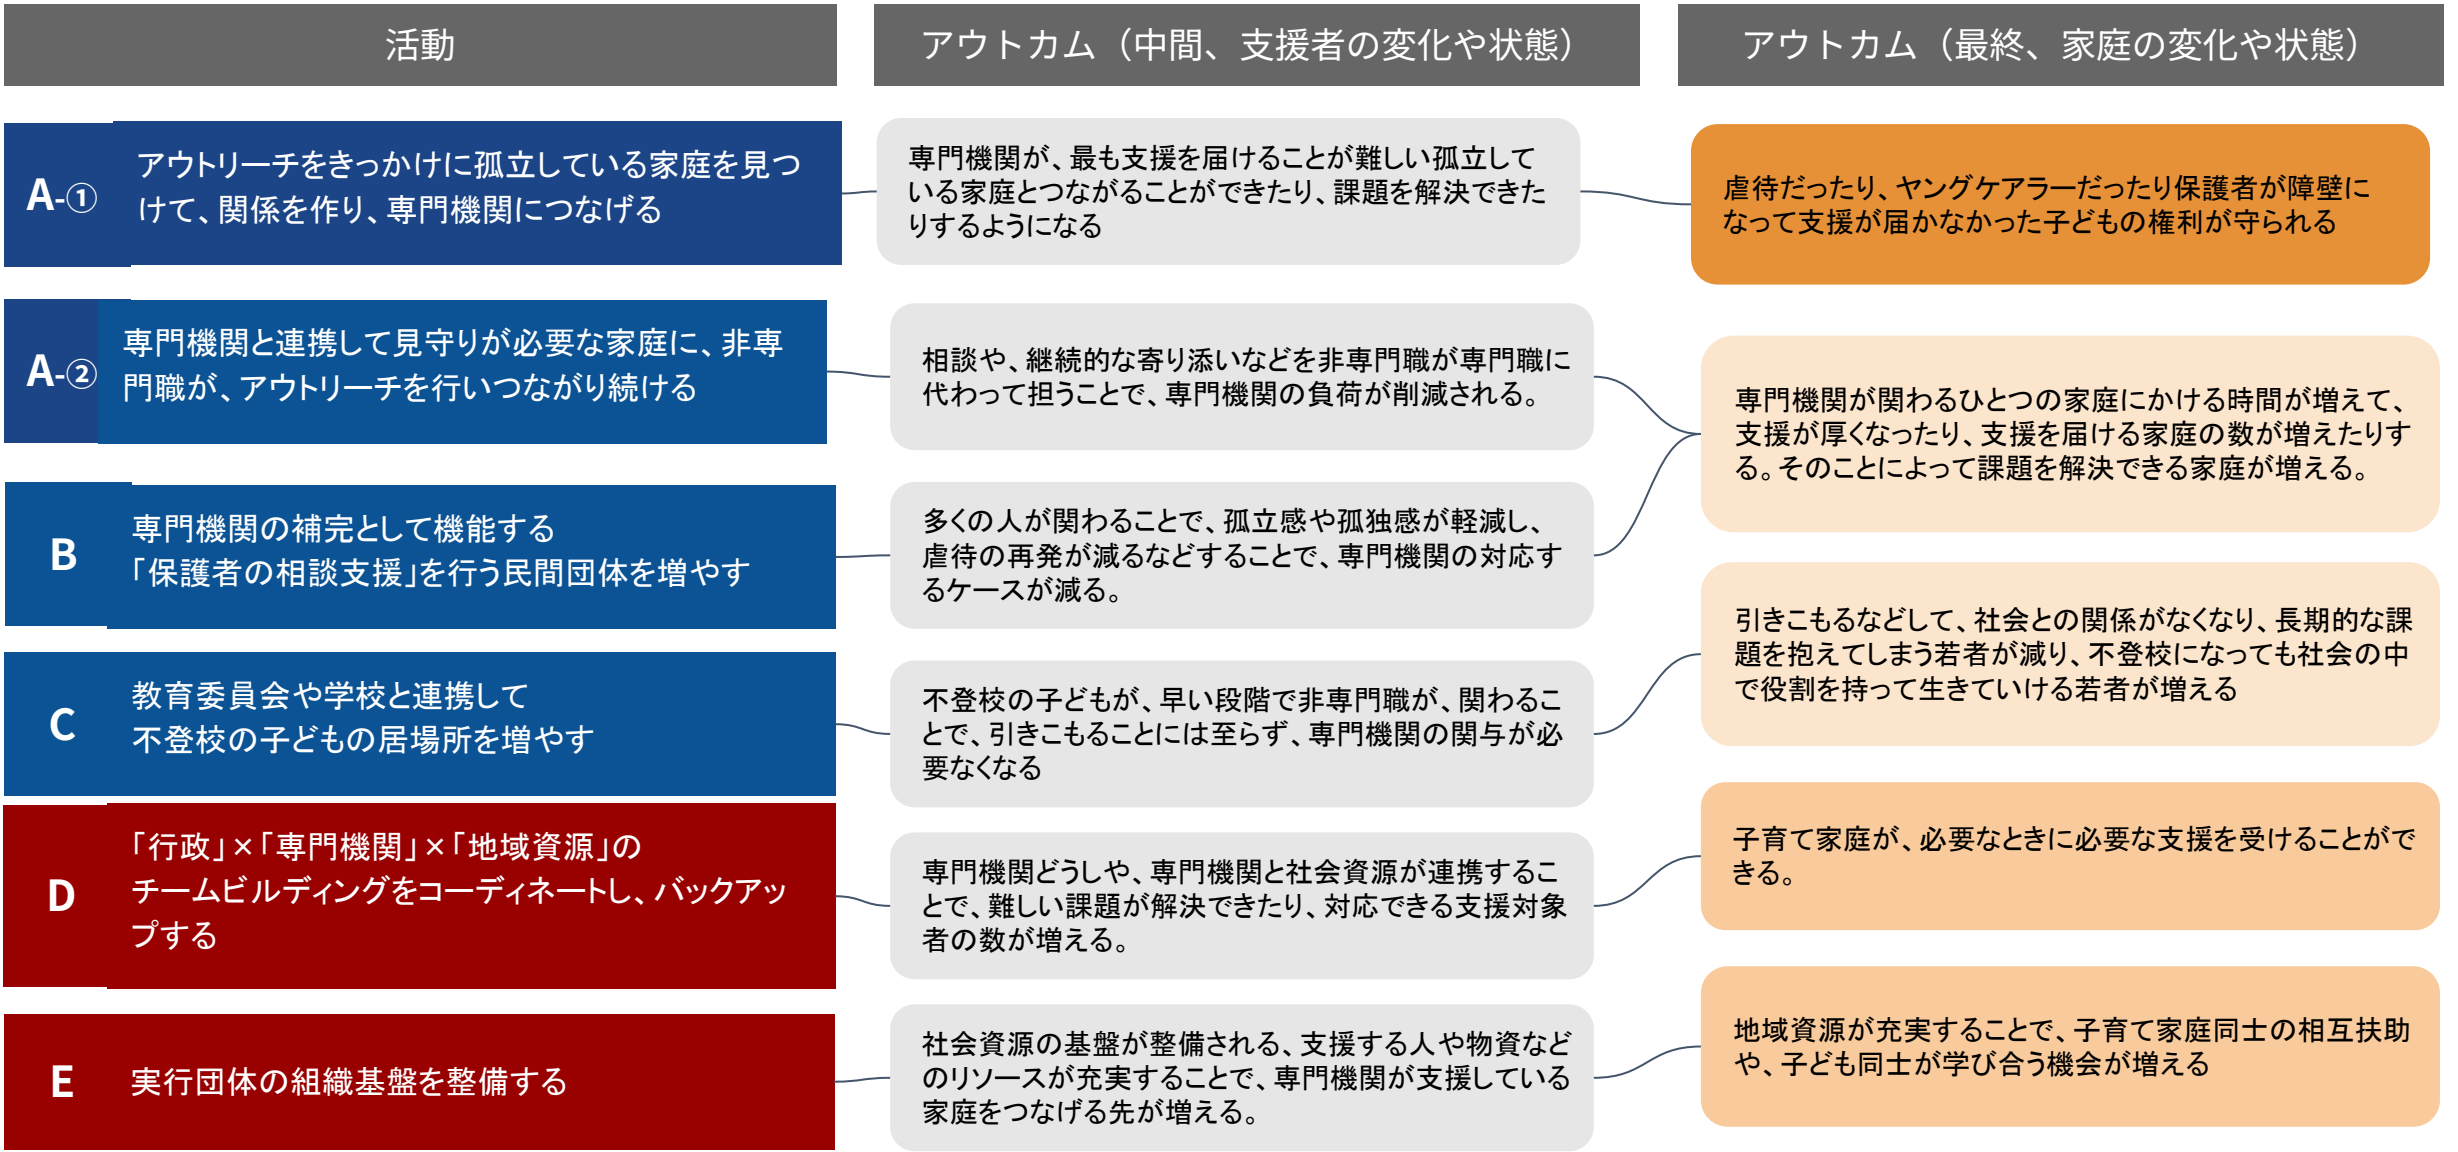 活動
アウトカム（中間、支援者の変化や状態）
アウトカム（最終、家庭の変化や状態）
A-①
アウトリーチをきっかけに孤立している家庭を見つ
けて、関係を作り、専門機関につなげる
専門機関が、最も支援を届けることが難しい孤立して
いる家庭とつながることができたり、課題を解決できた
りするようになる
虐待だったり、ヤングケアラーだったり保護者が障壁に
なって支援が届かなかった子どもの権利が守られる
A-②
専門機関と連携して見守りが必要な家庭に、非専
門職が、アウトリーチを行いつながり続ける
相談や、継続的な寄り添いなどを非専門職が専門職に
代わって担うことで、専門機関の負荷が削減される。
専門機関が関わるひとつの家庭にかける時間が増えて、
支援が厚くなったり、支援を届ける家庭の数が増えたりす
る。そのことによって課題を解決できる家庭が増える。
B
専門機関の補完として機能する
「保護者の相談支援」を行う民間団体を増やす
多くの人が関わることで、孤立感や孤独感が軽減し、
虐待の再発が減るなどすることで、専門機関の対応す
るケースが減る。
C
教育委員会や学校と連携して
不登校の子どもの居場所を増やす
不登校の子どもが、早い段階で非専門職が、関わるこ
とで、引きこもることには至らず、専門機関の関与が必
要なくなる
引きこもるなどして、社会との関係がなくなり、長期的な課
題を抱えてしまう若者が減り、不登校になっても社会の中
で役割を持って生きていける若者が増える
D
「行政」×「専門機関」×「地域資源」の
チームビルディングをコーディネートし、バックアッ
プする
専門機関どうしや、専門機関と社会資源が連携するこ
とで、難しい課題が解決できたり、対応できる支援対象
者の数が増える。
子育て家庭が、必要なときに必要な支援を受けることがで
きる。
E
実行団体の組織基盤を整備する
社会資源の基盤が整備される、支援する人や物資など
のリソースが充実することで、専門機関が支援している
家庭をつなげる先が増える。
地域資源が充実することで、子育て家庭同士の相互扶助
や、子ども同士が学び合う機会が増える